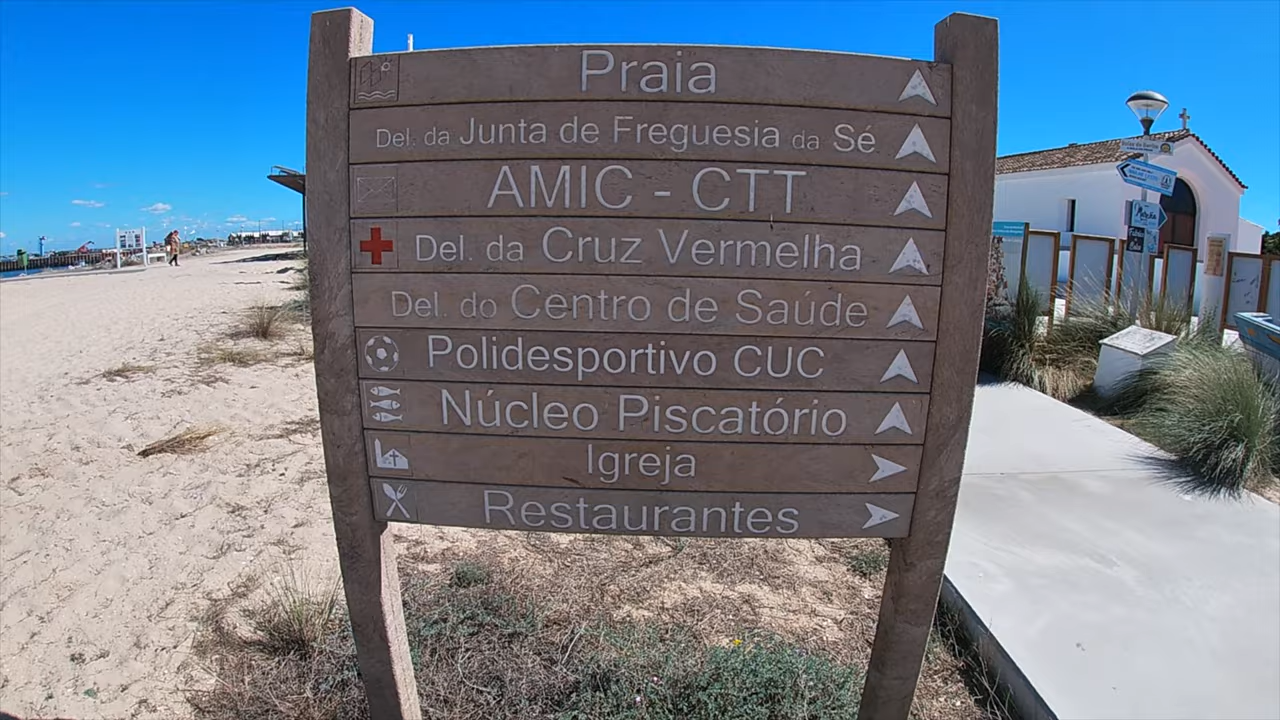 Praia
Del. da Junta de Freguesia da Sé
AMIC - CTT
Del. da Cruz Vermelha
Del. do Centro de Saúde
Polidesportivo CUC
Núcleo Piscatório
Igreja
Restaurantes